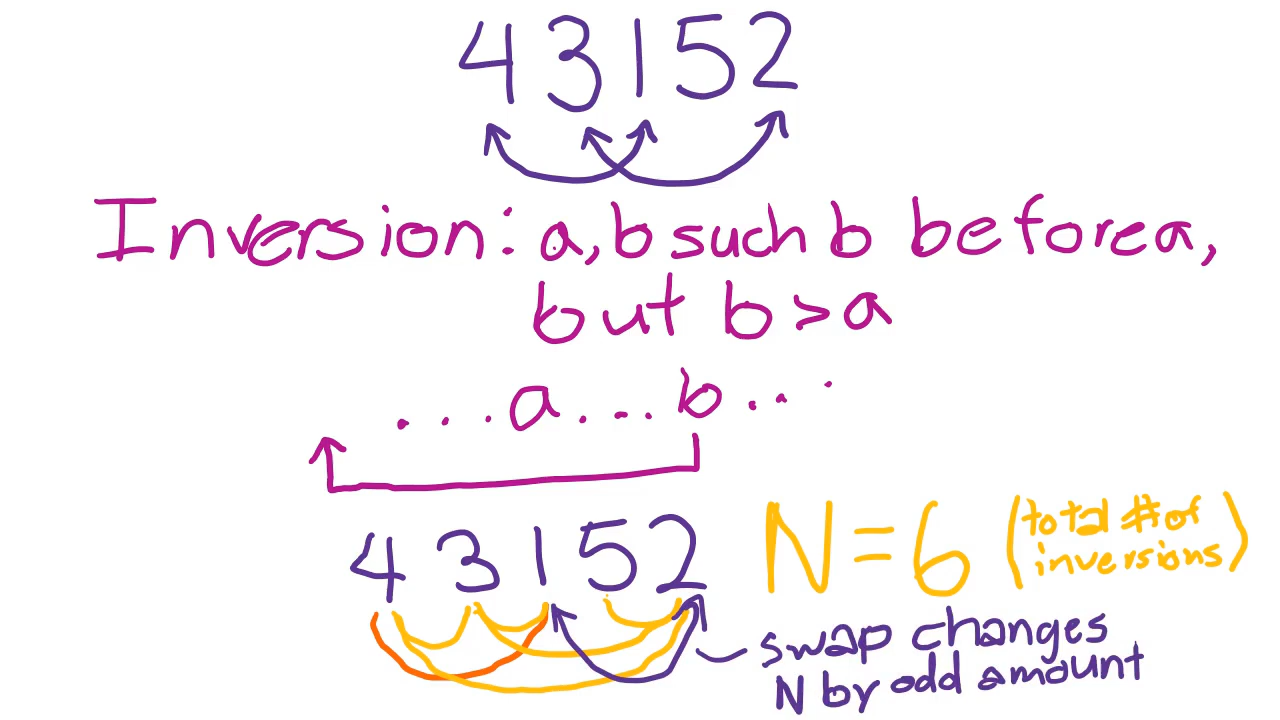 43152
Inversion: a, b such b before a,
but b > a
...a...b...
43152
N=6 (total # of
inversions)
swap changes
N by odd amount